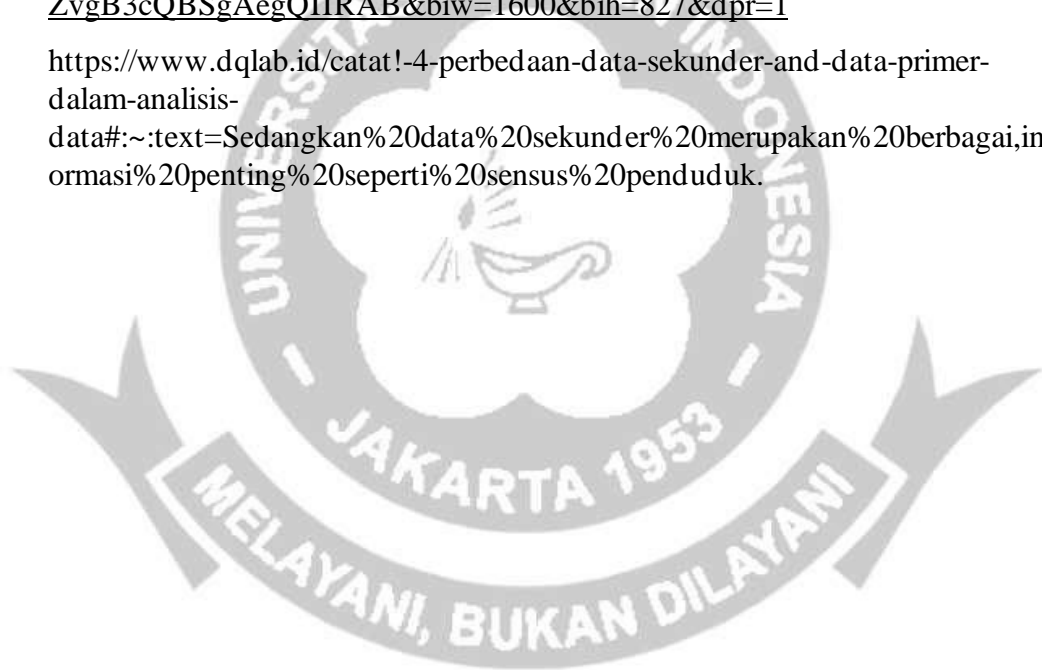 ZvgB3cQBSgAegQIIRAB&biw=1600&bih=827&dpr=1
https://www.dqlab.id/catat!-4-perbedaan-data-sekunder-and-data-primer-
dalam-analisis-
data#:~:text=Sedangkan%20data%20sekunder%20merupakan%20berbagai,in
ormasi%20penting%20seperti%20sensus%20penduduk.
INDONESIA
JAKARTA 1953
MELAYANI, BUKAN DILAYANI